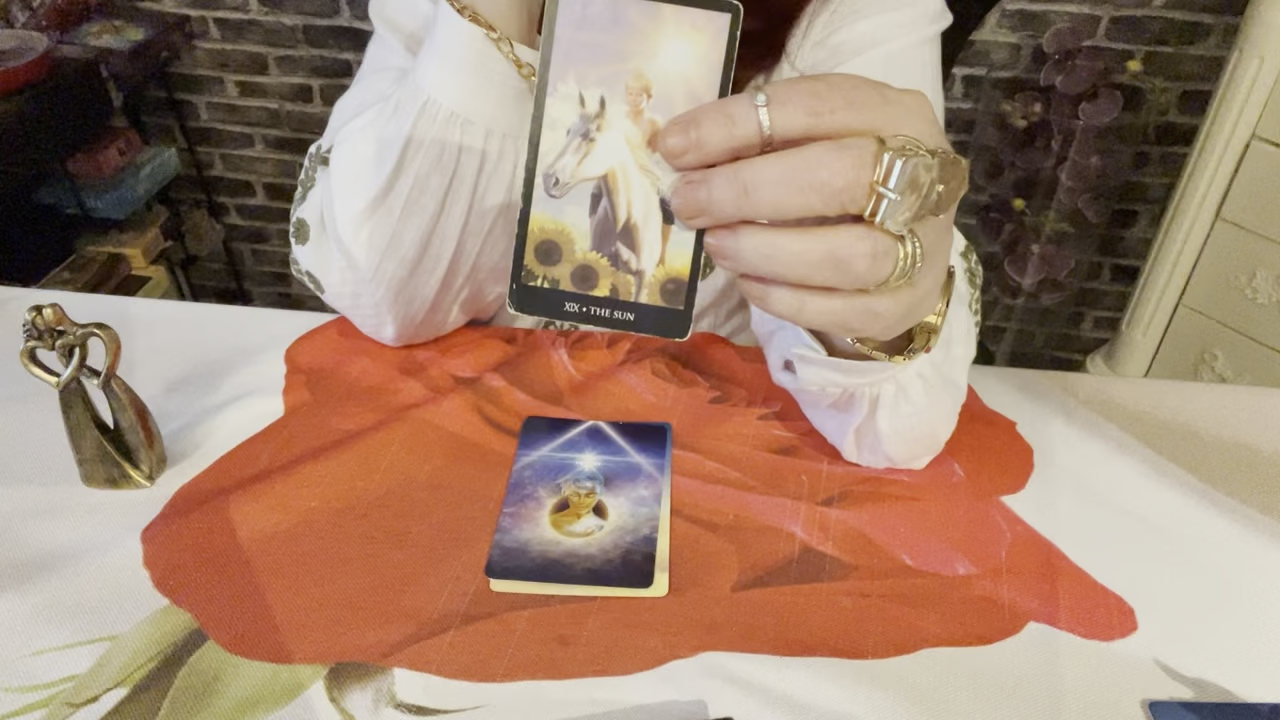 XIX • THE SUN